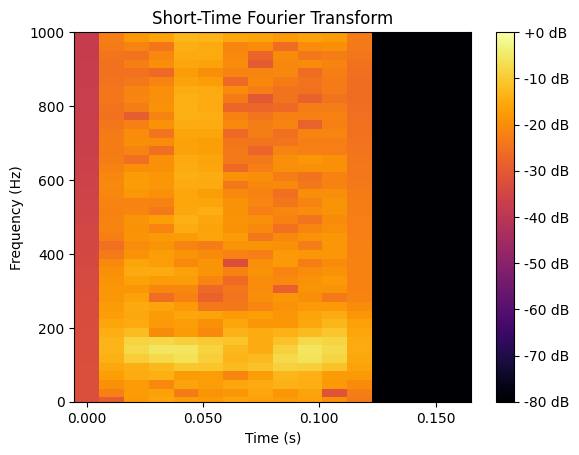 Short-Time Fourier Transform
Frequency (Hz)
1000
800
600
400
200
0
0.000
0.050
0.100
0.150
Time (s)
+0 dB
-10 dB
-20 dB
-30 dB
-40 dB
-50 dB
-60 dB
-70 dB
-80 dB